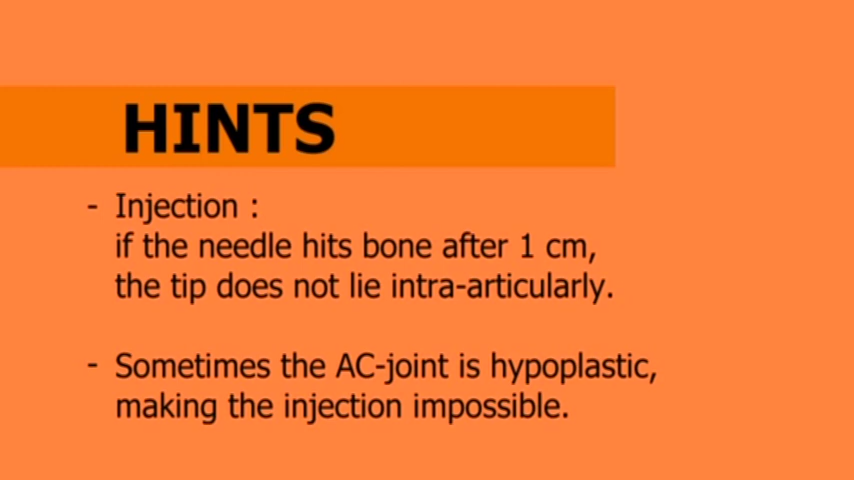 HINTS
- Injection :
if the needle hits bone after 1 cm,
the tip does not lie intra-articularly.
- Sometimes the AC-joint is hypoplastic,
making the injection impossible.